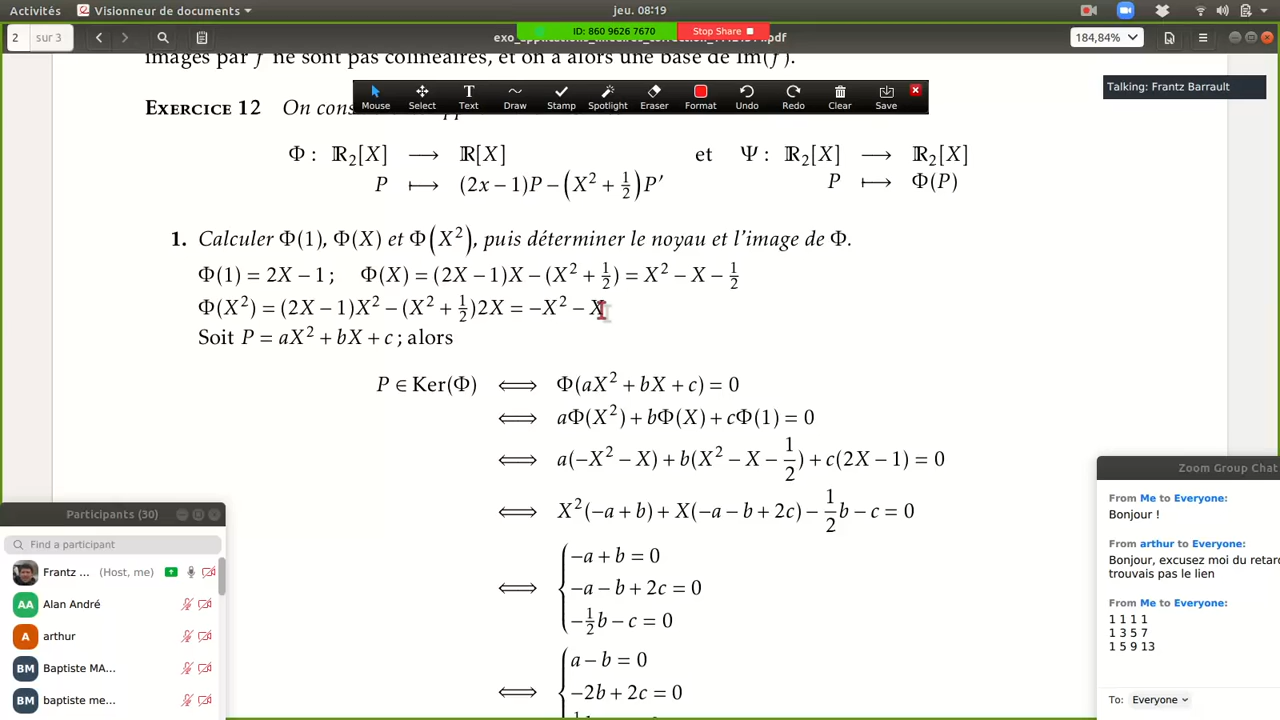 Activités
Visionneur de documents
jeu. 08:19
2
sur 3
ID: 860 9626 7670
Stop Share
184,84%
images par f ne sont pas colinéaires, et on a alors une base de Im(f).
Mouse Select Text Draw Stamp Spotlight Eraser Format Undo Redo Clear Save
Talking: Frantz Barrault
EXERCICE 12 On
Φ : ℝ₂[X] ⟶ ℝ[X] et Ψ : ℝ₂[X] ⟶ ℝ₂[X]
P ⟼ (2x − 1)P − (X² + 1/2)P′ P ⟼ Φ(P)
1. Calculer Φ(1), Φ(X) et Φ(X²), puis déterminer le noyau et l'image de Φ.
Φ(1) = 2X − 1 ; Φ(X) = (2X − 1)X − (X² + 1/2) = X² − X − 1/2
Φ(X²) = (2X − 1)X² − (X² + 1/2)2X = −X² − X
Soit P = aX² + bX + c ; alors
P ∈ Ker(Φ) ⟺ Φ(aX² + bX + c) = 0
⟺ aΦ(X²) + bΦ(X) + cΦ(1) = 0
⟺ a(−X² − X) + b(X² − X − 1/2) + c(2X − 1) = 0
⟺ X²(−a + b) + X(−a − b + 2c) − 1/2 b − c = 0
−a + b = 0
⟺ −a − b + 2c = 0
−1/2 b − c = 0
a − b = 0
⟺ −2b + 2c = 0
Participants (30)
Find a participant
Frantz ... (Host, me)
AA Alan André
A arthur
BM Baptiste MA...
BM baptiste me...
Zoom Group Chat
From Me to Everyone:
Bonjour !
From arthur to Everyone:
Bonjour, excusez moi du retar
trouvais pas le lien
From Me to Everyone:
1 1 1 1
1 3 5 7
1 5 9 13
To: Everyone